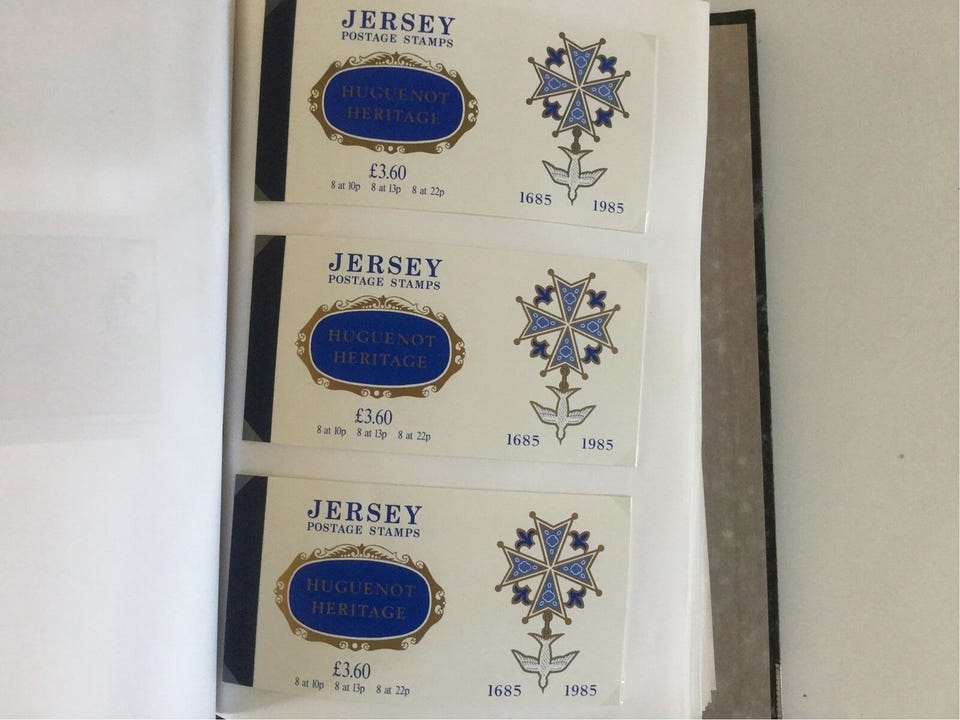 JERSEY
POSTAGE STAMPS
HUGUENOT
HERITAGE
£3.60
8 at 10p 8 at 13p 8 at 22p
1685 1985
JERSEY
POSTAGE STAMPS
HUGUENOT
HERITAGE
£3.60
8 at 10p 8 at 13p 8 at 22p
1685 1985
JERSEY
POSTAGE STAMPS
HUGUENOT
HERITAGE
£3.60
8 at 10p 8 at 13p 8 at 22p
1685 1985